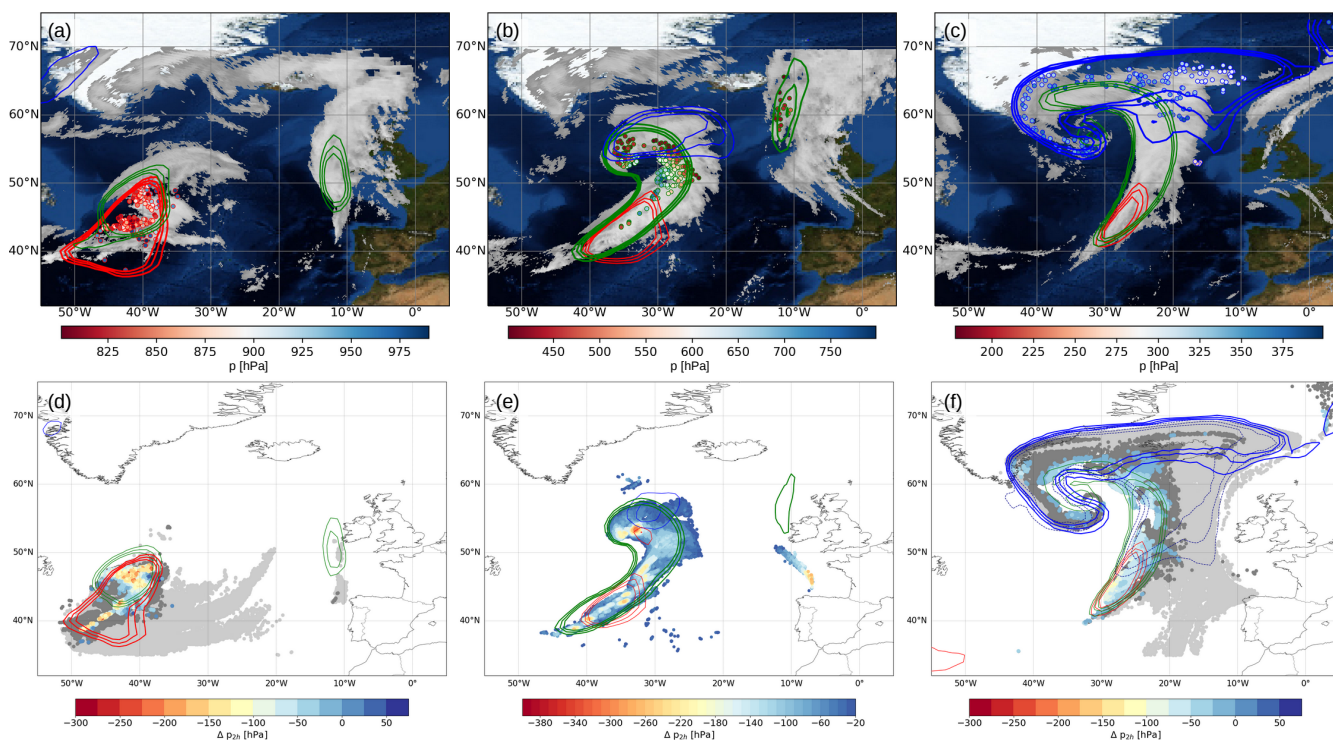 (a) (b) (c)
70°N 70°N 70°N
60°N 60°N 60°N
50°N 50°N 50°N
40°N 40°N 40°N
50°W 40°W 30°W 20°W 10°W 0° 50°W 40°W 30°W 20°W 10°W 0° 50°W 40°W 30°W 20°W 10°W 0°
825 850 875 900 925 950 975 450 500 550 600 650 700 750 200 225 250 275 300 325 350 375
p [hPa] p [hPa] p [hPa]
(d) (e) (f)
70°N 70°N 70°N
60°N 60°N 60°N
50°N 50°N 50°N
40°N 40°N 40°N
50°W 40°W 30°W 20°W 10°W 0° 50°W 40°W 30°W 20°W 10°W 0° 50°W 40°W 30°W 20°W 10°W 0°
−300 −250 −200 −150 −100 −50 0 50 −380 −340 −300 −260 −220 −180 −140 −100 −60 −20 −300 −250 −200 −150 −100 −50 0 50
Δ p2h [hPa] Δ p2h [hPa] Δ p2h [hPa]